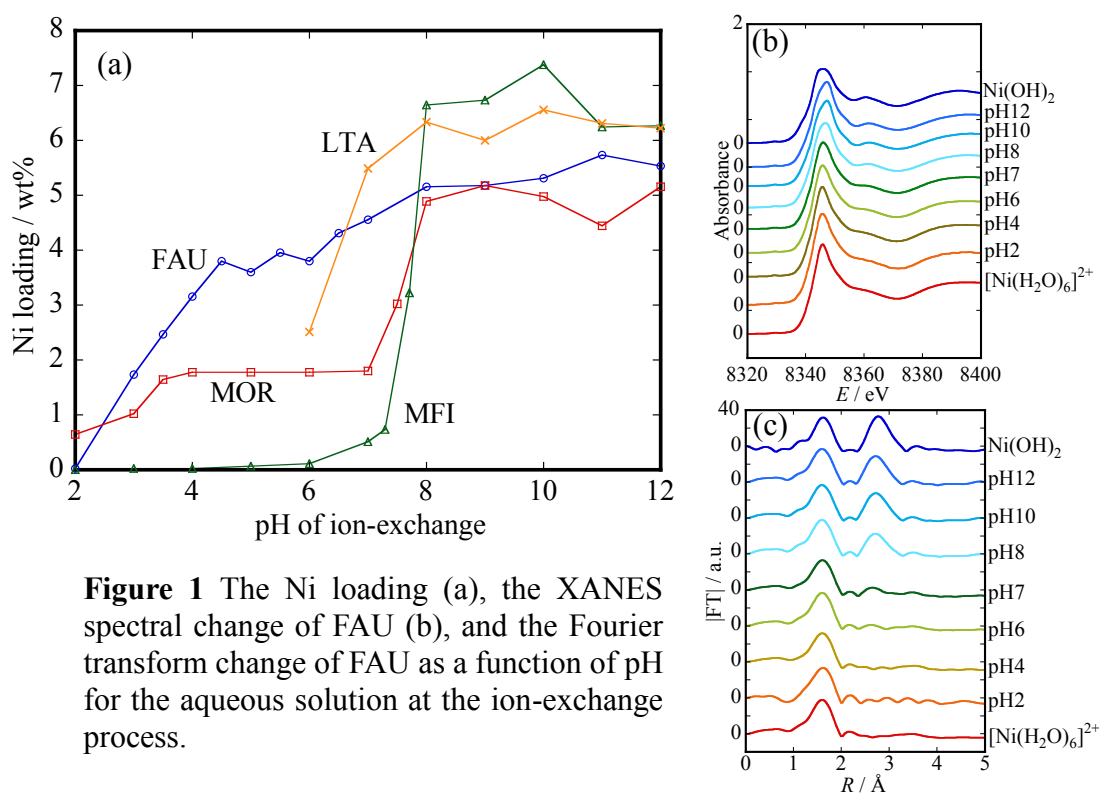 (a)
Ni loading / wt%
8
7
6
5
4
3
2
1
0
LTA
FAU
MOR
MFI
2 4 6 8 10 12
pH of ion-exchange
Figure 1 The Ni loading (a), the XANES
spectral change of FAU (b), and the Fourier
transform change of FAU as a function of pH
for the aqueous solution at the ion-exchange
process.
(b)
Absorbance
2
0
0
0
0
0
0
0
0
0
Ni(OH)₂
pH12
pH10
pH8
pH7
pH6
pH4
pH2
[Ni(H₂O)₆]²⁺
8320 8340 8360 8380 8400
E / eV
(c)
|FT| / a.u.
40
0
0
0
0
0
0
0
0
0
Ni(OH)₂
pH12
pH10
pH8
pH7
pH6
pH4
pH2
[Ni(H₂O)₆]²⁺
0 1 2 3 4 5
R / Å